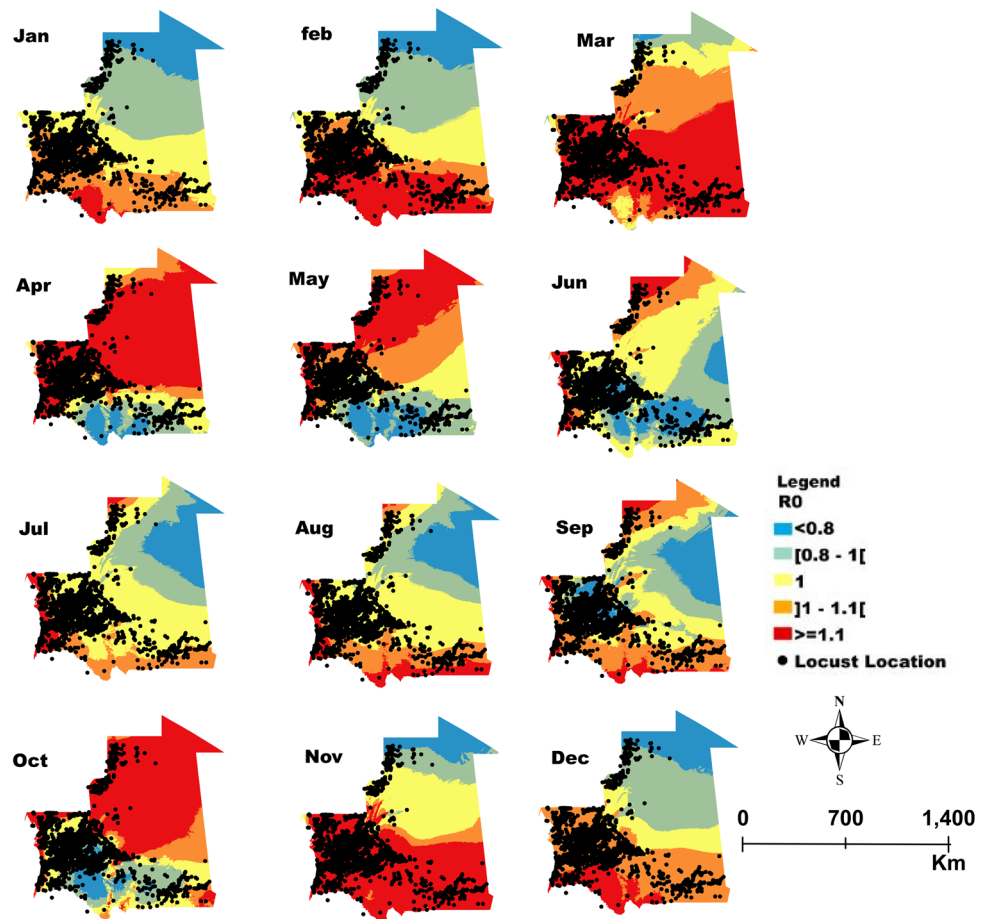 Jan
feb
Mar
Apr
May
Jun
Jul
Aug
Sep
Legend
R0
<0.8
[0.8 - 1[
1
]1 - 1.1[
>=1.1
Locust Location
N
W E
S
Oct
Nov
Dec
0 700 1,400
Km